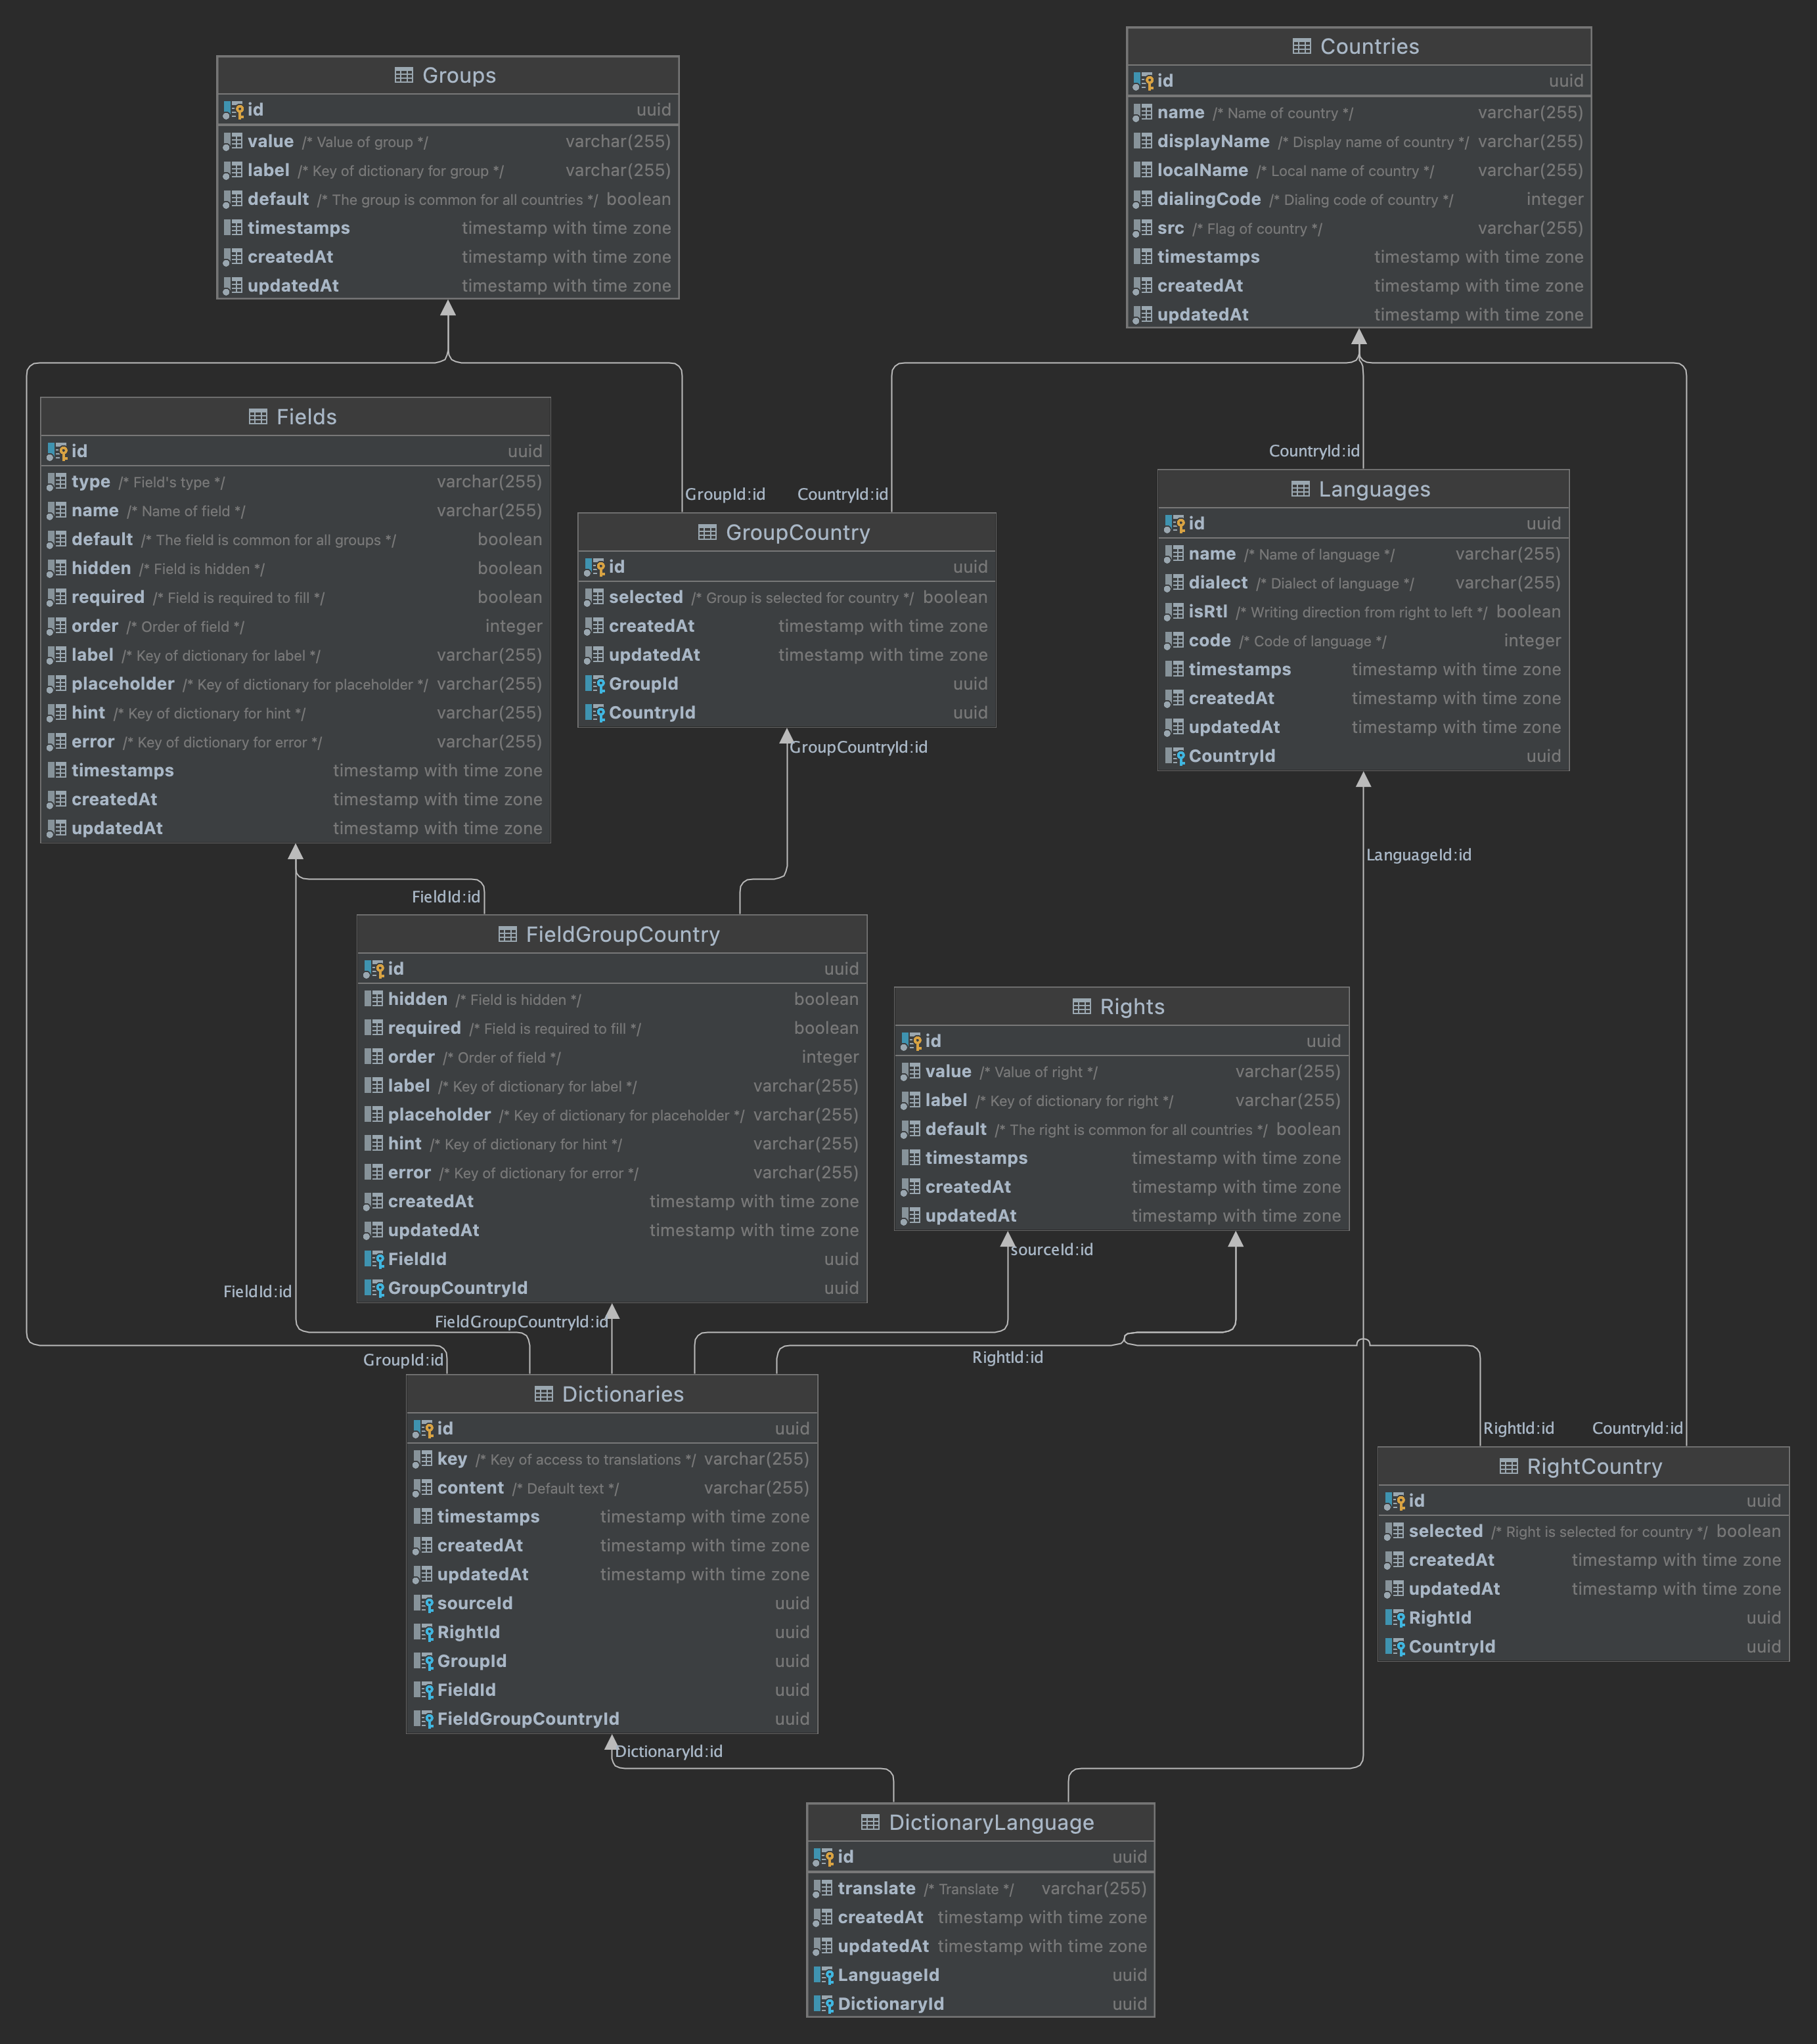 Groups
id uuid
value /* Value of group */ varchar(255)
label /* Key of dictionary for group */ varchar(255)
default /* The group is common for all countries */ boolean
timestamps timestamp with time zone
createdAt timestamp with time zone
updatedAt timestamp with time zone
Countries
id uuid
name /* Name of country */ varchar(255)
displayName /* Display name of country */ varchar(255)
localName /* Local name of country */ varchar(255)
dialingCode /* Dialing code of country */ integer
src /* Flag of country */ varchar(255)
timestamps timestamp with time zone
createdAt timestamp with time zone
updatedAt timestamp with time zone
Fields
id uuid
type /* Field's type */ varchar(255)
name /* Name of field */ varchar(255)
default /* The field is common for all groups */ boolean
hidden /* Field is hidden */ boolean
required /* Field is required to fill */ boolean
order /* Order of field */ integer
label /* Key of dictionary for label */ varchar(255)
placeholder /* Key of dictionary for placeholder */ varchar(255)
hint /* Key of dictionary for hint */ varchar(255)
error /* Key of dictionary for error */ varchar(255)
timestamps timestamp with time zone
createdAt timestamp with time zone
updatedAt timestamp with time zone
GroupId:id
CountryId:id
GroupCountry
id uuid
selected /* Group is selected for country */ boolean
createdAt timestamp with time zone
updatedAt timestamp with time zone
GroupId uuid
CountryId uuid
GroupCountryId:id
CountryId:id
Languages
id uuid
name /* Name of language */ varchar(255)
dialect /* Dialect of language */ varchar(255)
isRtl /* Writing direction from right to left */ boolean
code /* Code of language */ integer
timestamps timestamp with time zone
createdAt timestamp with time zone
updatedAt timestamp with time zone
CountryId uuid
LanguageId:id
FieldId:id
FieldGroupCountry
id uuid
hidden /* Field is hidden */ boolean
required /* Field is required to fill */ boolean
order /* Order of field */ integer
label /* Key of dictionary for label */ varchar(255)
placeholder /* Key of dictionary for placeholder */ varchar(255)
hint /* Key of dictionary for hint */ varchar(255)
error /* Key of dictionary for error */ varchar(255)
createdAt timestamp with time zone
updatedAt timestamp with time zone
FieldId uuid
GroupCountryId uuid
Rights
id uuid
value /* Value of right */ varchar(255)
label /* Key of dictionary for right */ varchar(255)
default /* The right is common for all countries */ boolean
timestamps timestamp with time zone
createdAt timestamp with time zone
updatedAt timestamp with time zone
sourceId:id
FieldId:id
FieldGroupCountryId:id
GroupId:id
RightId:id
Dictionaries
id uuid
key /* Key of access to translations */ varchar(255)
content /* Default text */ varchar(255)
timestamps timestamp with time zone
createdAt timestamp with time zone
updatedAt timestamp with time zone
sourceId uuid
RightId uuid
GroupId uuid
FieldId uuid
FieldGroupCountryId uuid
RightId:id
CountryId:id
RightCountry
id uuid
selected /* Right is selected for country */ boolean
createdAt timestamp with time zone
updatedAt timestamp with time zone
RightId uuid
CountryId uuid
DictionaryId:id
DictionaryLanguage
id uuid
translate /* Translate */ varchar(255)
createdAt timestamp with time zone
updatedAt timestamp with time zone
LanguageId uuid
DictionaryId uuid